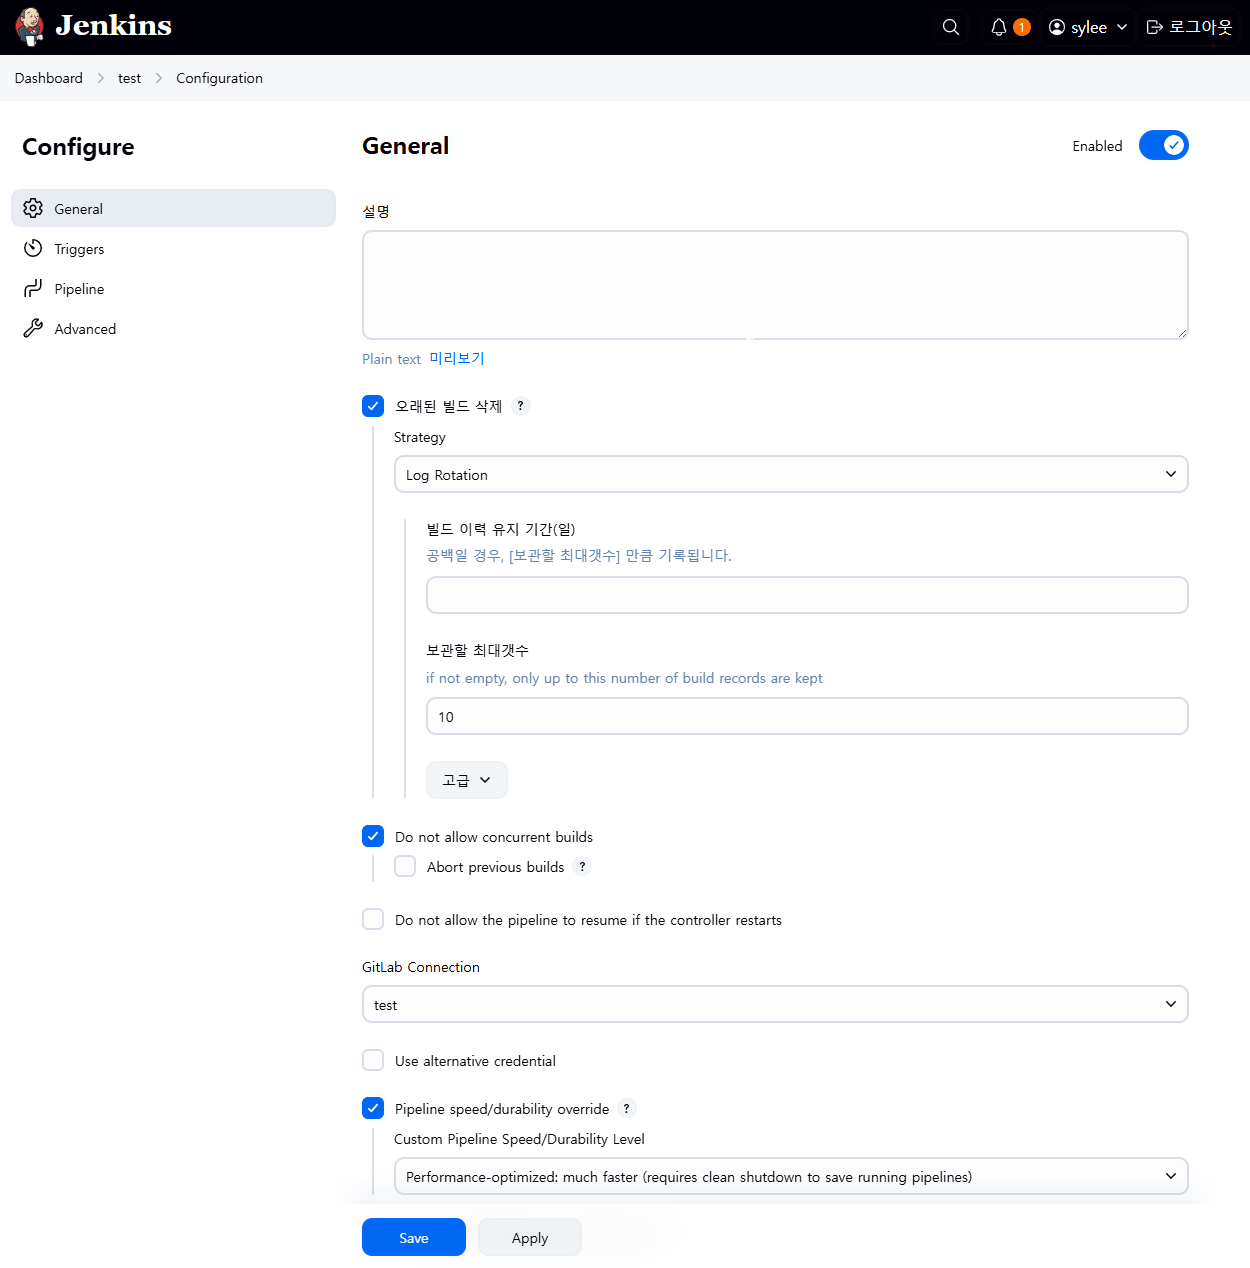 Jenkins
1
sylee
로그아웃
Dashboard
test
Configuration
Configure
General
Triggers
Pipeline
Advanced
General
Enabled
설명
Plain text 미리보기
오래된 빌드 삭제 ?
Strategy
Log Rotation
빌드 이력 유지 기간(일)
공백일 경우, [보관할 최대갯수] 만큼 기록됩니다.
보관할 최대갯수
if not empty, only up to this number of build records are kept
10
고급
Do not allow concurrent builds
Abort previous builds ?
Do not allow the pipeline to resume if the controller restarts
GitLab Connection
test
Use alternative credential
Pipeline speed/durability override ?
Custom Pipeline Speed/Durability Level
Performance-optimized: much faster (requires clean shutdown to save running pipelines)
Save
Apply